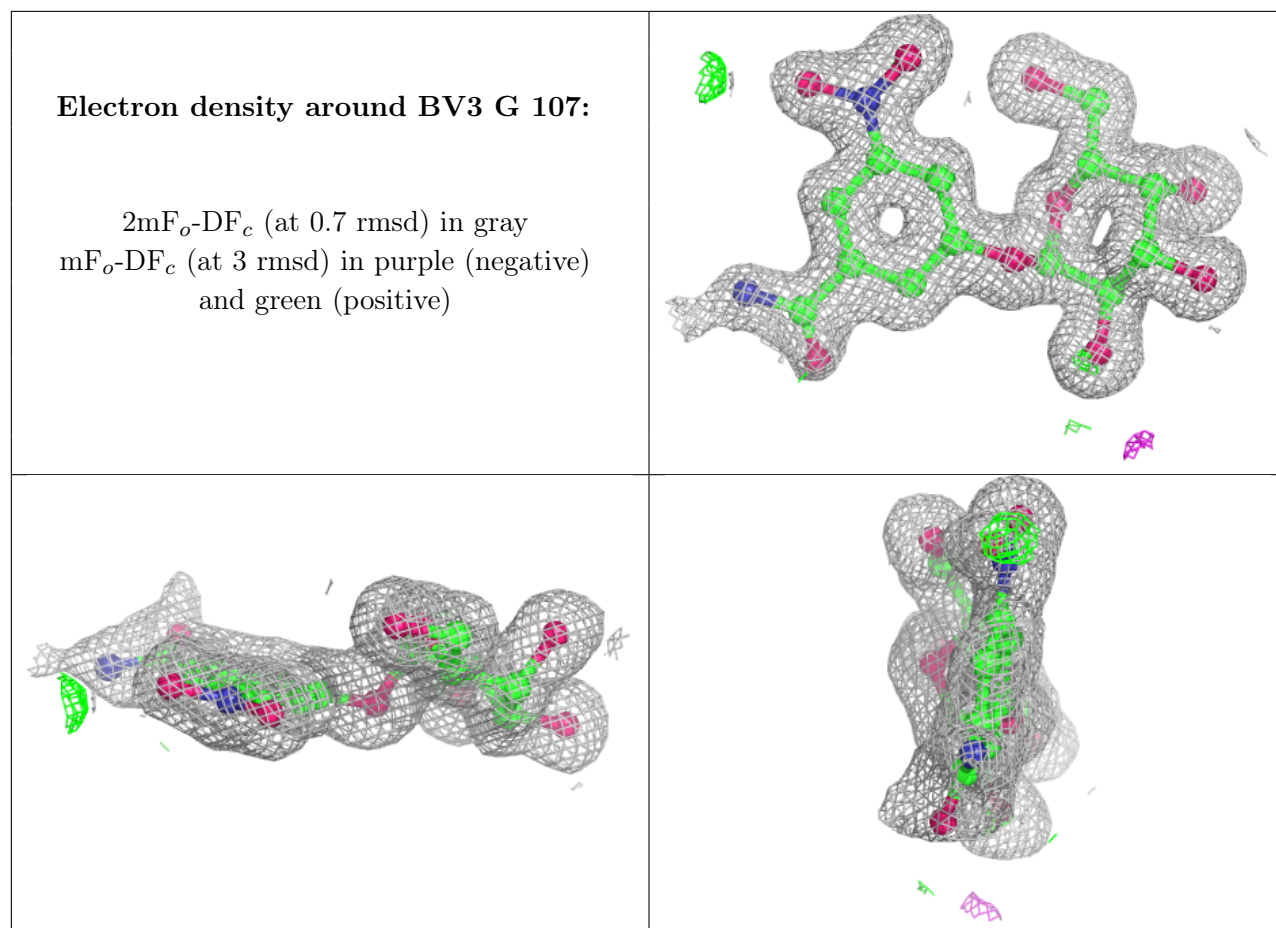 Electron density around BV3 G 107:
2mFₒ-DF𝒸 (at 0.7 rmsd) in gray
mFₒ-DF𝒸 (at 3 rmsd) in purple (negative)
and green (positive)